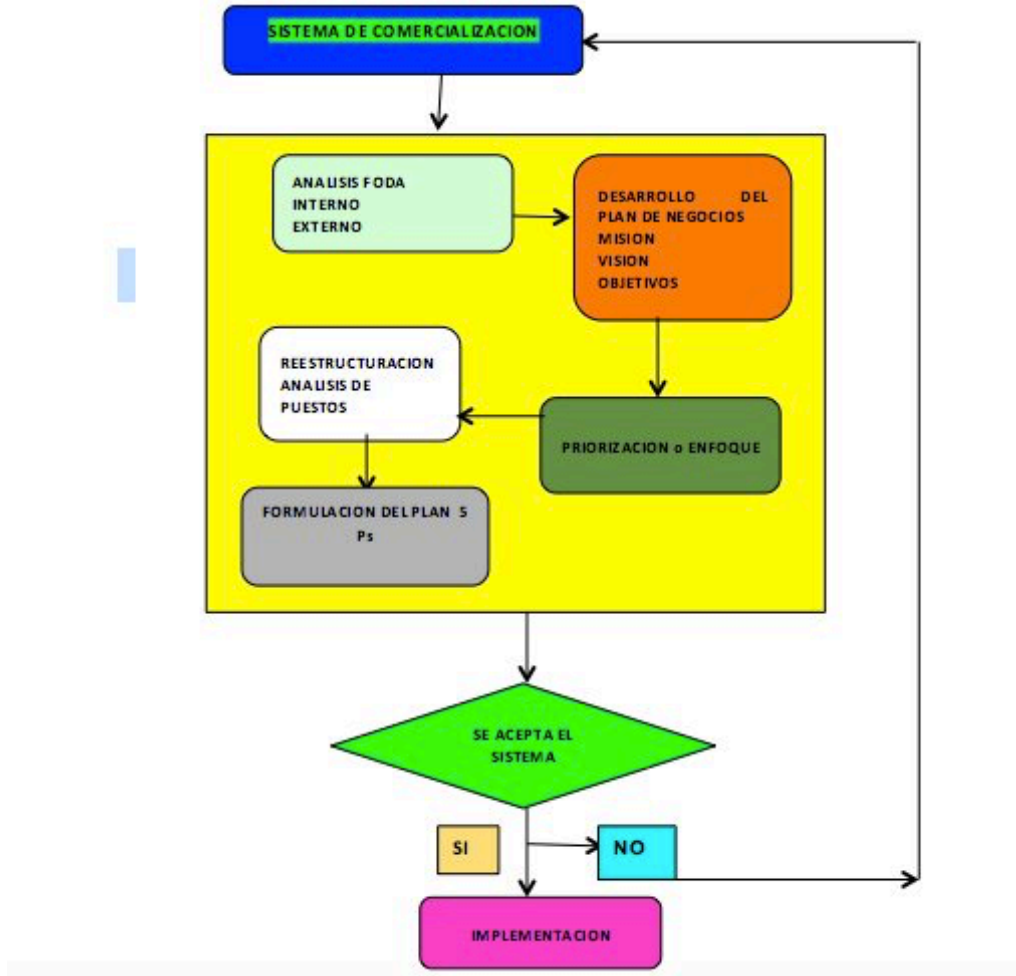 SISTEMA DE COMERCIALIZACION
ANALISIS FODA
INTERNO
EXTERNO
DESARROLLO DEL
PLAN DE NEGOCIOS
MISION
VISION
OBJETIVOS
REESTRUCTURACION
ANALISIS DE
PUESTOS
PRIORIZACION o ENFOQUE
FORMULACION DEL PLAN 5
Ps
SE ACEPTA EL
SISTEMA
SI
NO
IMPLEMENTACION